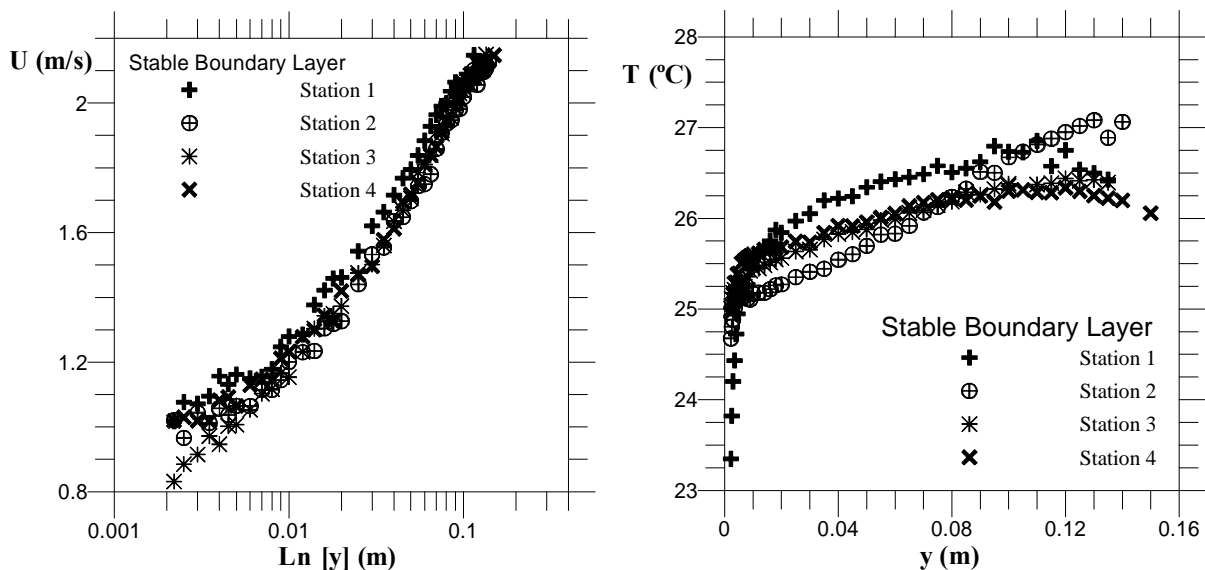 U (m/s)
Stable Boundary Layer
Station 1
Station 2
Station 3
Station 4
2
1.6
1.2
0.8
0.001
0.01
0.1
Ln [y] (m)
T (ºC)
28
27
26
25
24
23
Stable Boundary Layer
Station 1
Station 2
Station 3
Station 4
0
0.04
0.08
0.12
0.16
y (m)